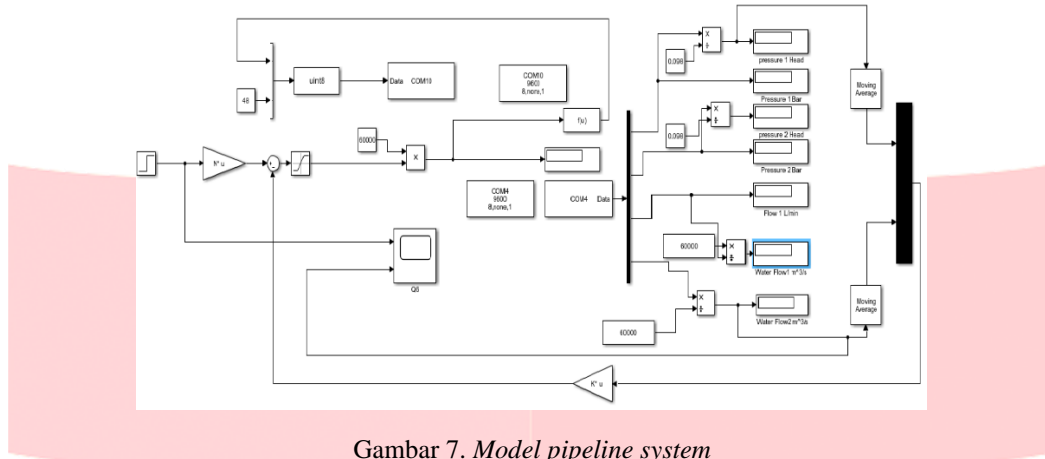 uint8
Data COM10
COM10
9600
8,none,1
48
f(u)
60000
x
N* u
COM4
9600
8,none,1
COM4 Data
Q6
K* u
0.098
x
÷
pressure 1 Head
Pressure 1 Bar
0.098
x
÷
pressure 2 Head
Pressure 2 Bar
Flow 1 L/min
60000
x
÷
Water Flow1 m^3/s
60000
x
÷
Water Flow2 m^3/s
Moving
Average
Moving
Average
Gambar 7. Model pipeline system